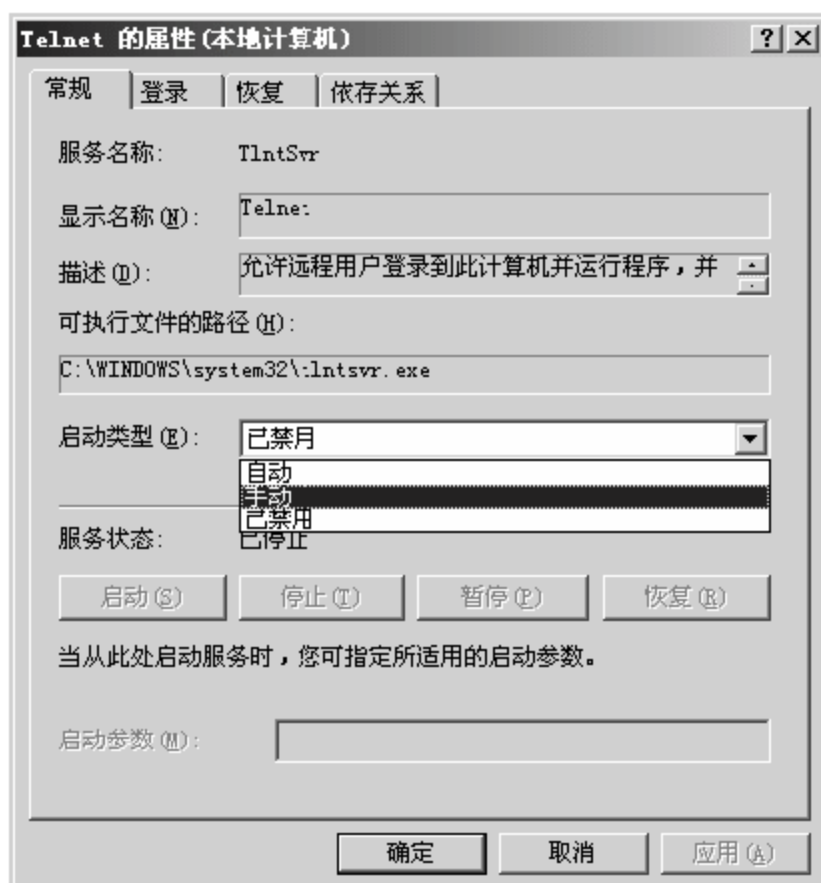 Telnet 的属性(本地计算机)
常规 登录 恢复 依存关系
服务名称: TlntSvr
显示名称(N): Telnet
描述(D): 允许远程用户登录到此计算机并运行程序，并
可执行文件的路径(H):
C:\WINDOWS\system32\tlntsvr.exe
启动类型(E): 已禁用
自动
手动
已禁用
服务状态: 已停止
启动(S) 停止(T) 暂停(P) 恢复(R)
当从此处启动服务时，您可指定所适用的启动参数。
启动参数(M):
确定 取消 应用(A)